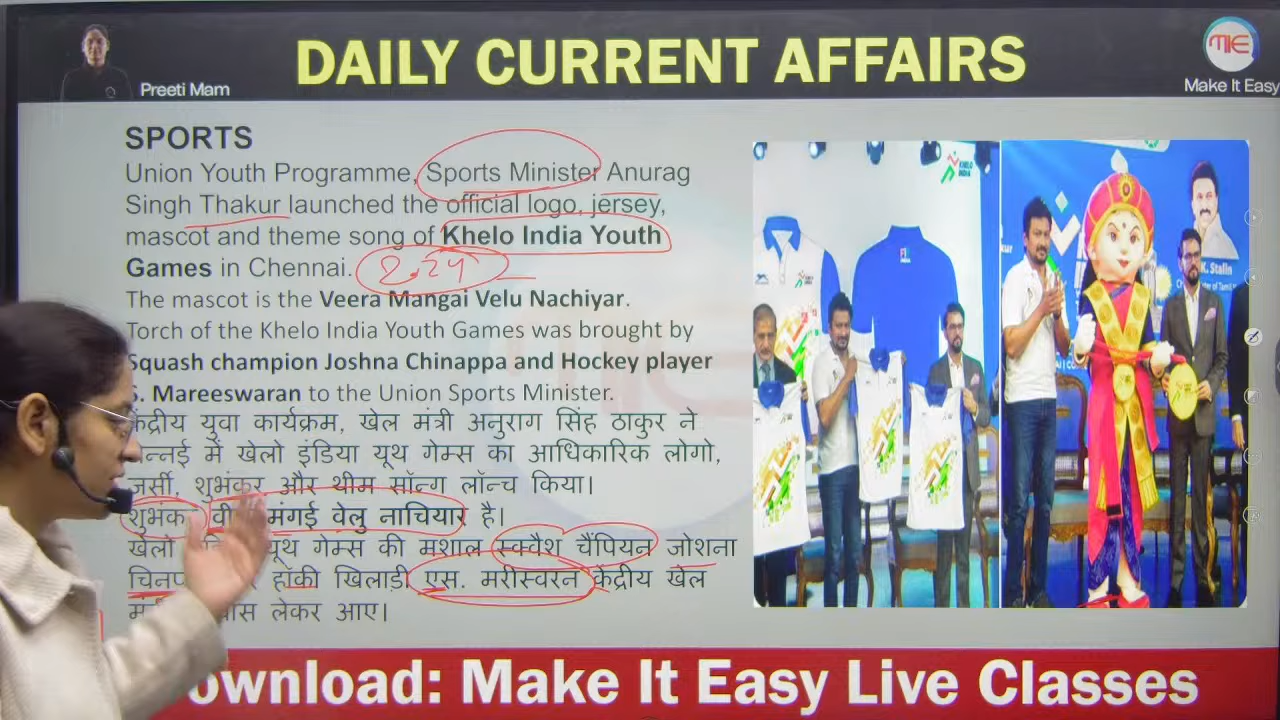 DAILY CURRENT AFFAIRS
Preeti Mam
MIE
Make It Easy
SPORTS
Union Youth Programme, Sports Minister Anurag
Singh Thakur launched the official logo, jersey,
mascot and theme song of Khelo India Youth
Games in Chennai.
The mascot is the Veera Mangai Velu Nachiyar.
Torch of the Khelo India Youth Games was brought by
Squash champion Joshna Chinappa and Hockey player
S. Mareeswaran to the Union Sports Minister.
केंद्रीय युवा कार्यक्रम, खेल मंत्री अनुराग सिंह ठाकुर ने
में खेलो इंडिया यूथ गेम्स का आधिकारिक लोगो,
जर्सी, शुभंकर और थीम सॉन्ग लॉन्च किया।
मंगई वेलु नाचियार है।
खेलो यूथ गेम्स की मशाल स्क्वैश चैंपियन जोशना
हॉकी खिलाड़ी एस. मरीस्वरन केंद्रीय खेल
लेकर आए।
KHELO
INDIA
K. Stalin
Download: Make It Easy Live Classes